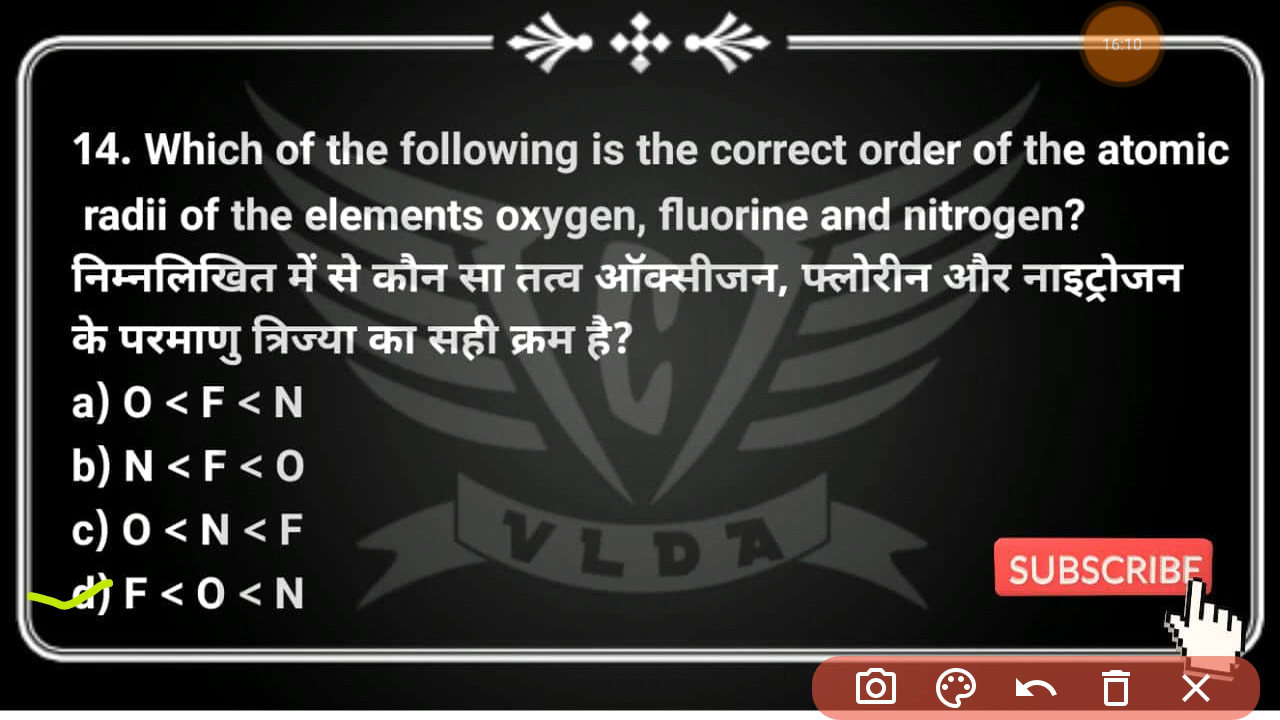 16:10
14. Which of the following is the correct order of the atomic
radii of the elements oxygen, fluorine and nitrogen?
निम्नलिखित में से कौन सा तत्व ऑक्सीजन, फ्लोरीन और नाइट्रोजन
के परमाणु त्रिज्या का सही क्रम है?
a) O < F < N
b) N < F < O
c) O < N < F
d) F < O < N
VLDA
SUBSCRIBE